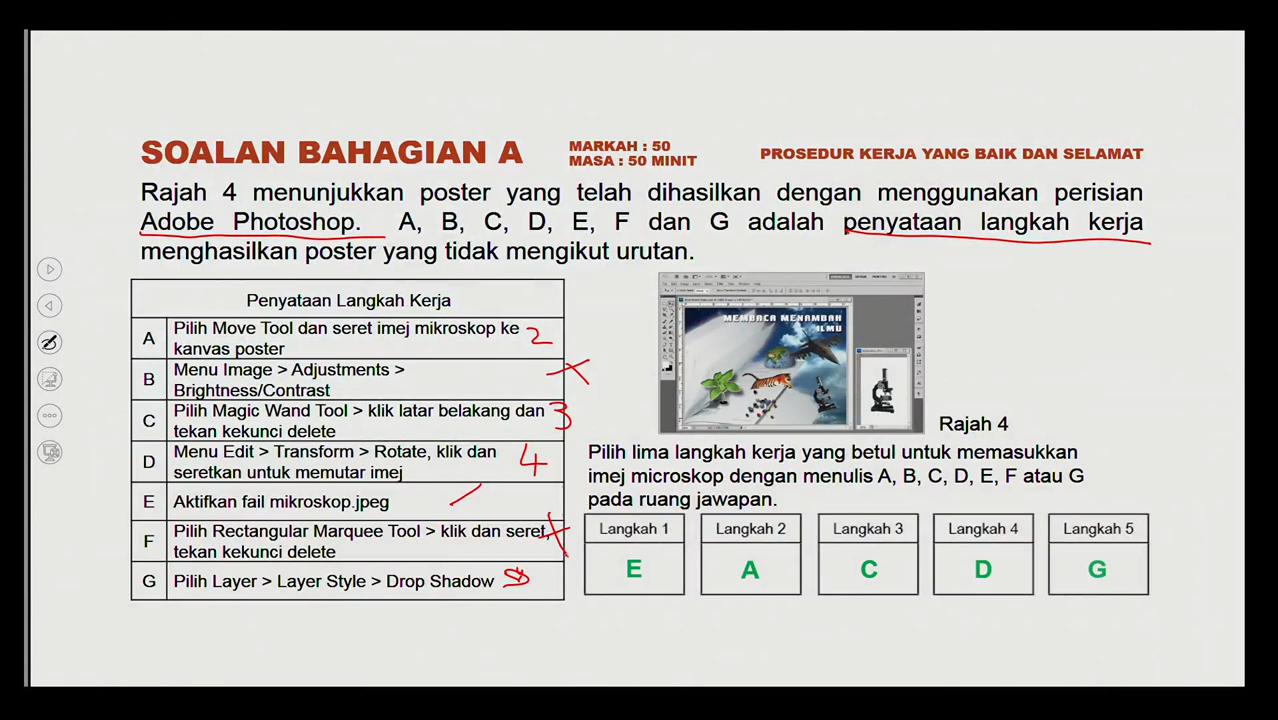 SOALAN BAHAGIAN A
MARKAH : 50
MASA : 50 MINIT
PROSEDUR KERJA YANG BAIK DAN SELAMAT
Rajah 4 menunjukkan poster yang telah dihasilkan dengan menggunakan perisian
Adobe Photoshop. A, B, C, D, E, F dan G adalah penyataan langkah kerja
menghasilkan poster yang tidak mengikut urutan.
Penyataan Langkah Kerja
A Pilih Move Tool dan seret imej mikroskop ke 2
kanvas poster
B Menu Image > Adjustments >
Brightness/Contrast
C Pilih Magic Wand Tool > klik latar belakang dan 3
tekan kekunci delete
D Menu Edit > Transform > Rotate, klik dan 4
seretkan untuk memutar imej
E Aktifkan fail mikroskop.jpeg
F Pilih Rectangular Marquee Tool > klik dan seret,
tekan kekunci delete
G Pilih Layer > Layer Style > Drop Shadow
MEMBACA MENAMBAH
ILMU
Rajah 4
Pilih lima langkah kerja yang betul untuk memasukkan
imej microskop dengan menulis A, B, C, D, E, F atau G
pada ruang jawapan.
Langkah 1 Langkah 2 Langkah 3 Langkah 4 Langkah 5
E A C D G